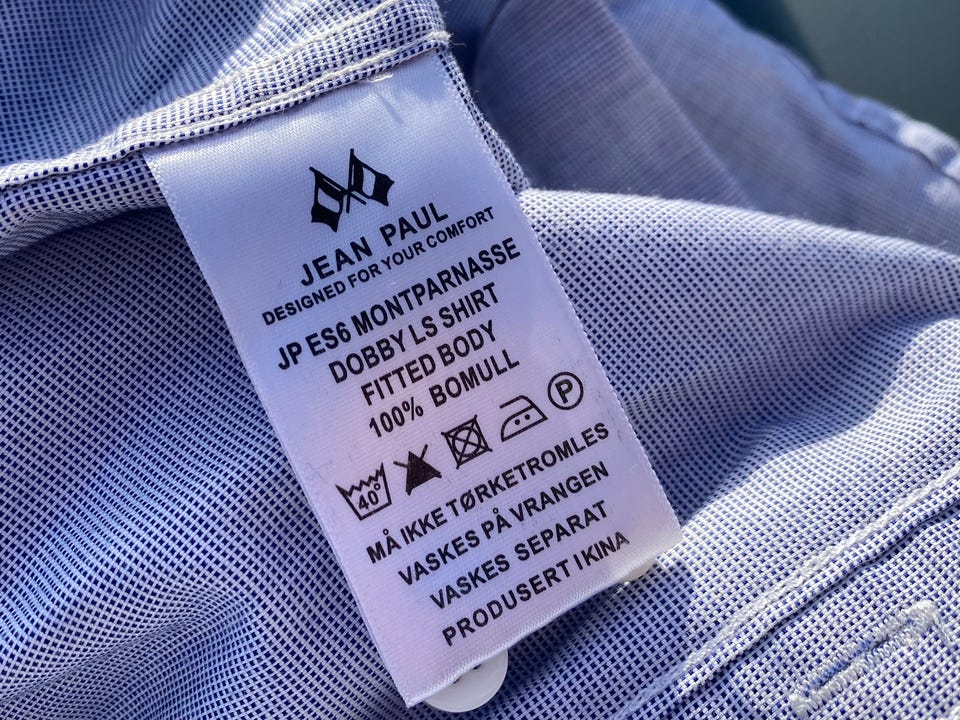 JEAN PAUL
DESIGNED FOR YOUR COMFORT
JP ES6 MONTPARNASSE
DOBBY LS SHIRT
FITTED BODY
100% BOMULL
40° P
MÅ IKKE TØRKETROMLES
VASKES PÅ VRANGEN
VASKES SEPARAT
PRODUSERT I KINA